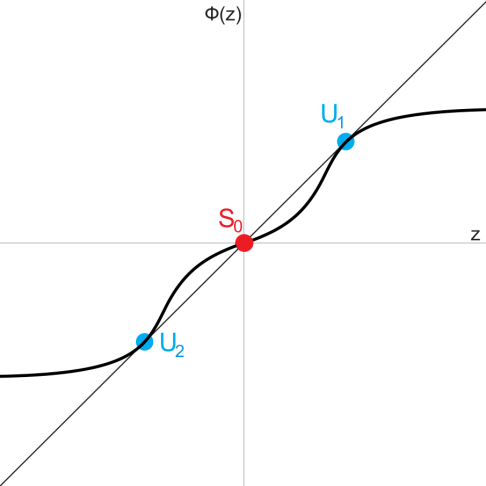 Φ(z)
U₁
S₀
z
U₂